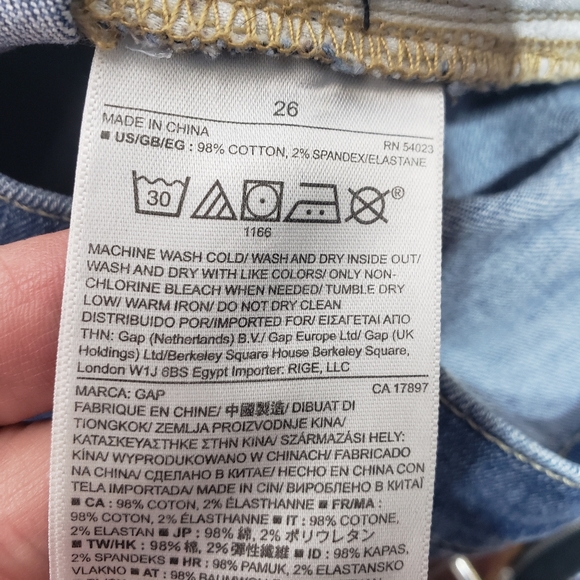 26
MADE IN CHINA RN 54023
■ US/GB/EG : 98% COTTON, 2% SPANDEX/ELASTANE
30 ®
1166
MACHINE WASH COLD/ WASH AND DRY INSIDE OUT/
WASH AND DRY WITH LIKE COLORS/ ONLY NON-
CHLORINE BLEACH WHEN NEEDED/ TUMBLE DRY
LOW/ WARM IRON/ DO NOT DRY CLEAN
DISTRIBUIDO POR/IMPORTED FOR/ ΕΙΣΑΓΕΤΑΙ ΑΠΟ
THN: Gap (Netherlands) B.V./ Gap Europe Ltd/ Gap (UK
Holdings) Ltd/Berkeley Square House Berkeley Square,
London W1J 6BS Egypt Importer: RIGE, LLC
MARCA: GAP CA 17897
FABRIQUE EN CHINE/ 中國製造/ DIBUAT DI
TIONGKOK/ ZEMLJA PROIZVODNJE KINA/
ΚΑΤΑΣΚΕΥΑΣΤΗΚΕ ΣΤΗΝ ΚΙΝΑ/ SZÁRMAZÁSI HELY:
KÍNA/ WYPRODUKOWANO W CHINACH/ FABRICADO
NA CHINA/ СДЕЛАНО В КИТАЕ/ HECHO EN CHINA CON
TELA IMPORTADA/ MADE IN CIN/ ВИРОБЛЕНО В КИТАЇ
■ CA : 98% COTON, 2% ÉLASTHANNE ■ FR/MA :
98% COTON, 2% ÉLASTHANNE ■ IT : 98% COTONE,
2% ELASTAN ■ JP : 98% 綿, 2% ポリウレタン
■ TW/HK : 98% 棉, 2% 彈性纖維 ■ ID : 98% KAPAS,
2% SPANDEKS ■ HR : 98% PAMUK, 2% ELASTANSKO
VLAKNO ■ AT : 98%